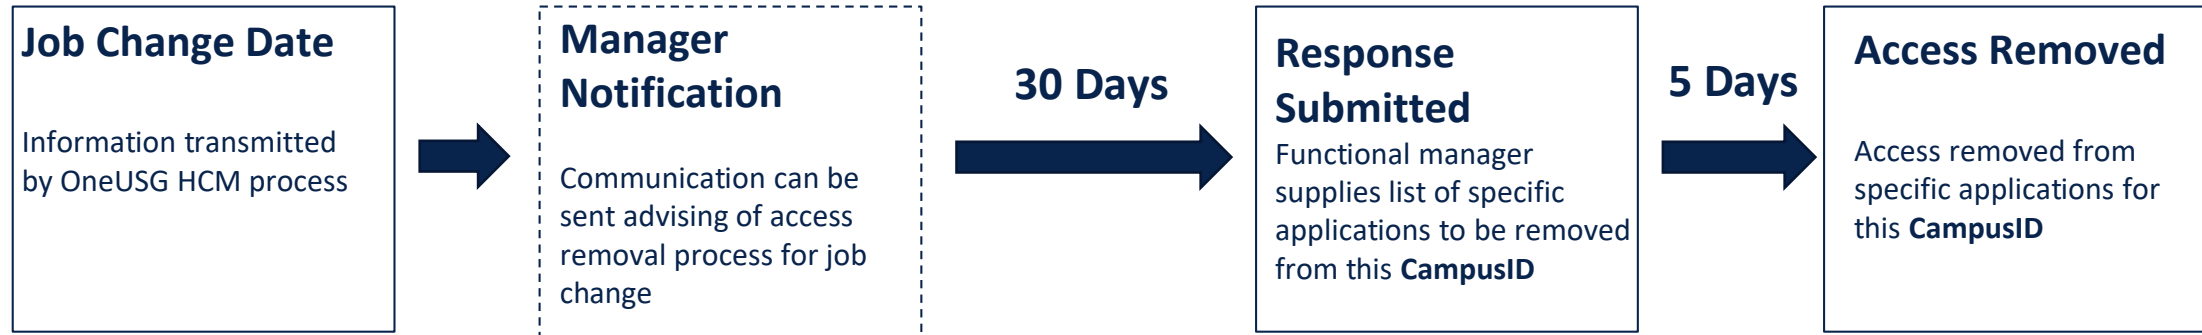 Job Change Date
Information transmitted
by OneUSG HCM process
Manager
Notification
Communication can be
sent advising of access
removal process for job
change
30 Days
Response
Submitted
Functional manager
supplies list of specific
applications to be removed
from this CampusID
5 Days
Access Removed
Access removed from
specific applications for
this CampusID